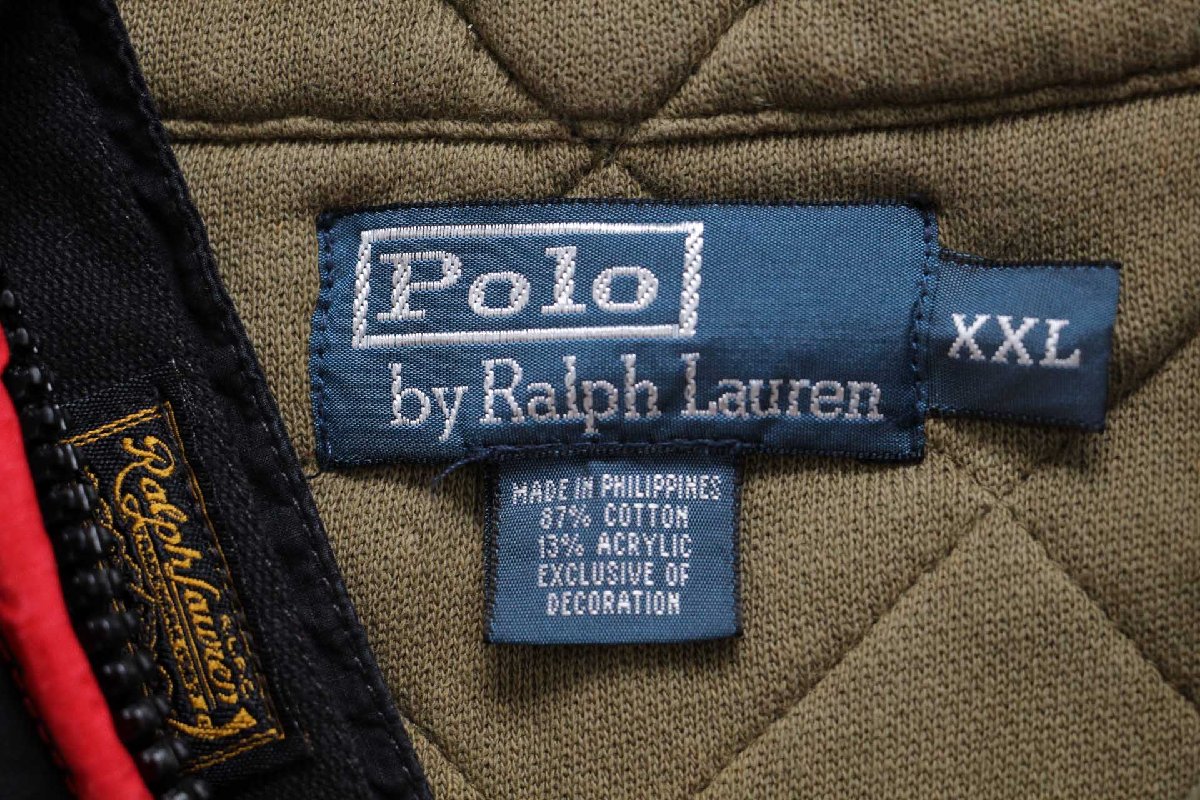 Polo
by Ralph Lauren
XXL
MADE IN PHILIPPINES
87% COTTON
13% ACRYLIC
EXCLUSIVE OF
DECORATION
Ralph Lauren